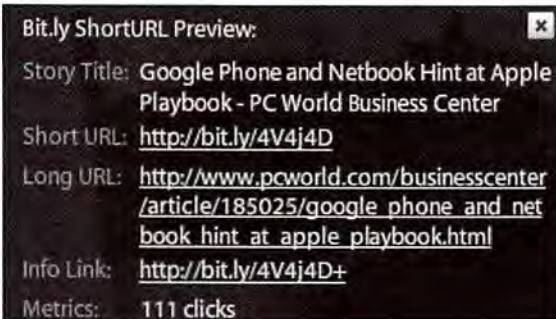 Bit.ly ShortURL Preview:
Story Title: Google Phone and Netbook Hint at Apple
Playbook - PC World Business Center
Short URL: http://bit.ly/4V4j4D
Long URL: http://www.pcworld.com/businesscenter
/article/185025/google_phone_and_net
book_hint_at_apple_playbook.html
Info Link: http://bit.ly/4V4j4D+
Metrics: 111 clicks